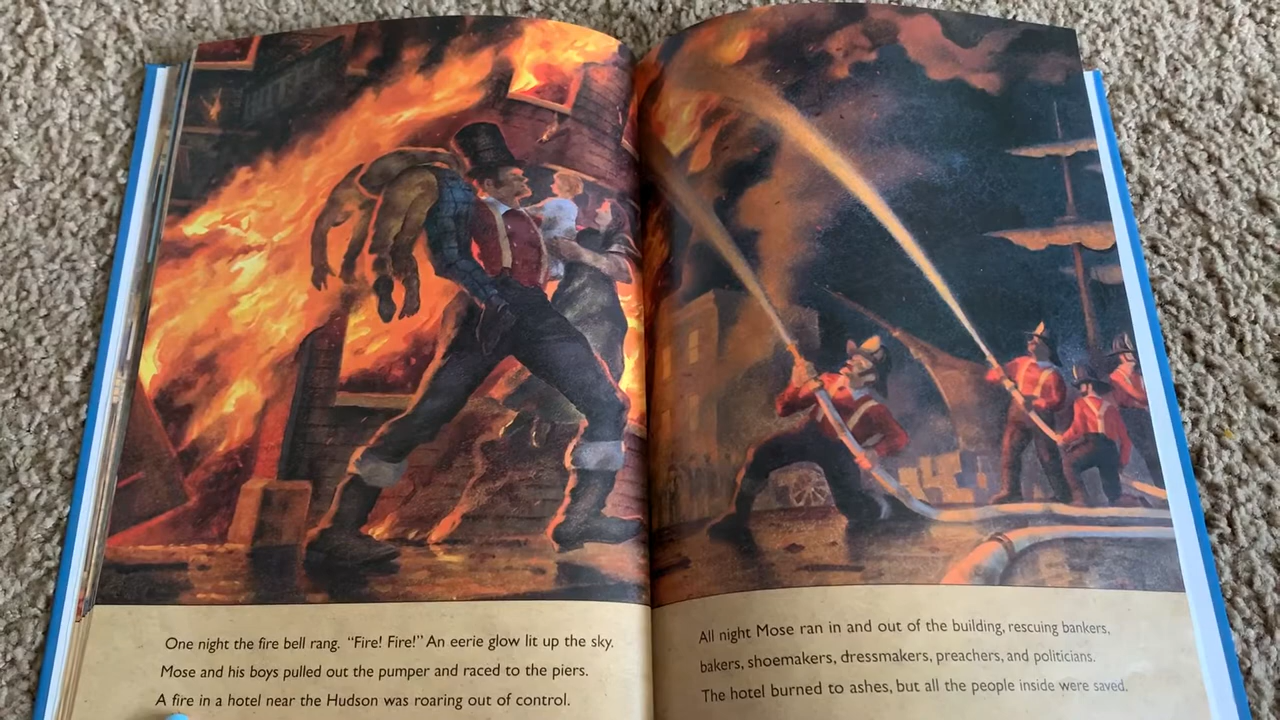 One night the fire bell rang. “Fire! Fire!” An eerie glow lit up the sky.
Mose and his boys pulled out the pumper and raced to the piers.
A fire in a hotel near the Hudson was roaring out of control.
All night Mose ran in and out of the building, rescuing bankers,
bakers, shoemakers, dressmakers, preachers, and politicians.
The hotel burned to ashes, but all the people inside were saved.